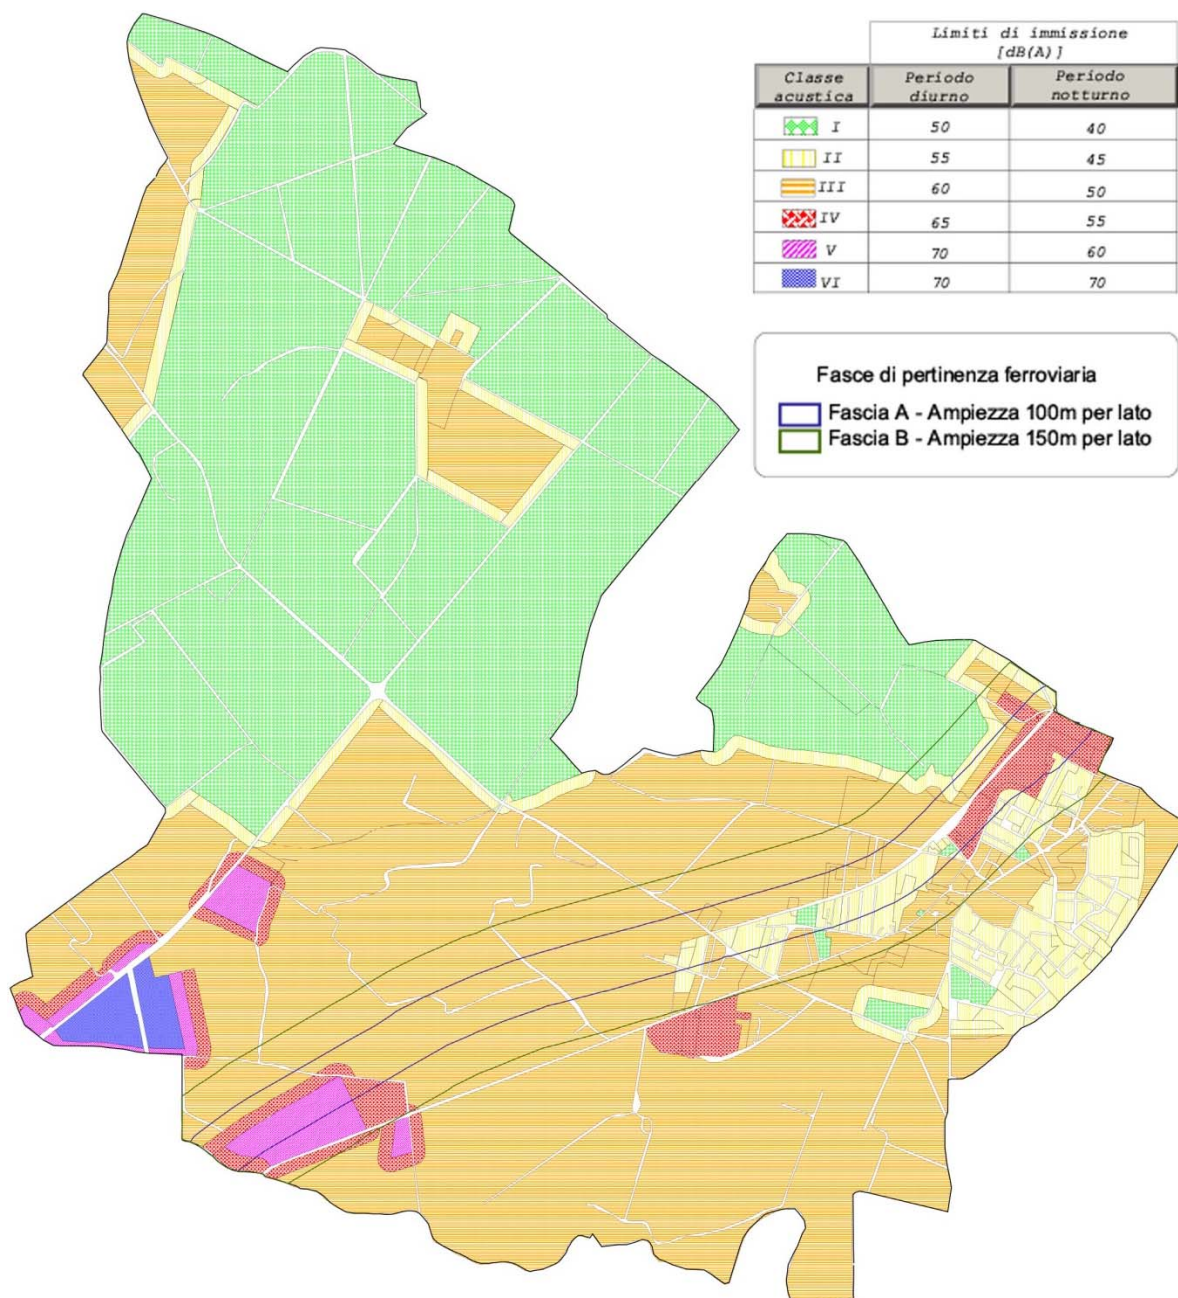 Limiti di immissione
[dB(A)]
Classe acustica Periodo diurno Periodo notturno
I 50 40
II 55 45
III 60 50
IV 65 55
V 70 60
VI 70 70
Fasce di pertinenza ferroviaria
Fascia A - Ampiezza 100m per lato
Fascia B - Ampiezza 150m per lato